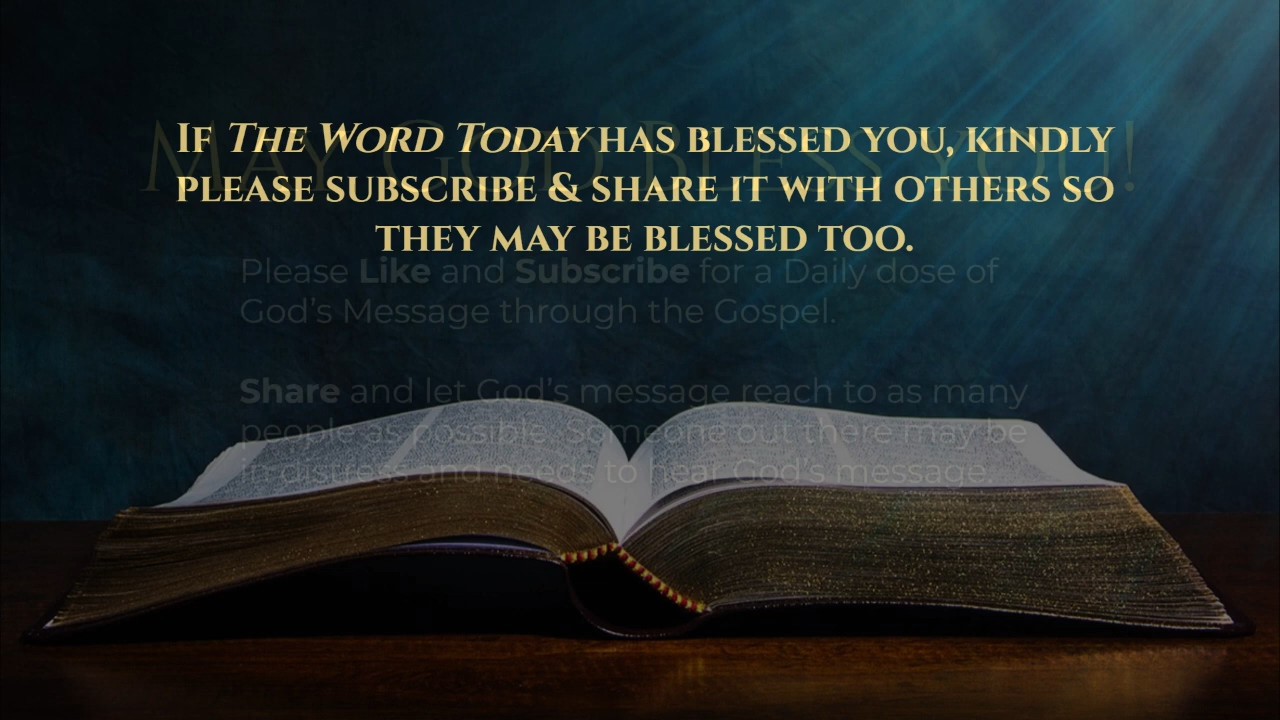 If The Word Today has blessed you, kindly
please subscribe & share it with others so
they may be blessed too.
May God Bless you!
Please Like and Subscribe for a Daily dose of
God's Message through the Gospel.
Share and let God's message reach to as many
people as possible. Someone out there may be
in distress and needs to hear God's message.